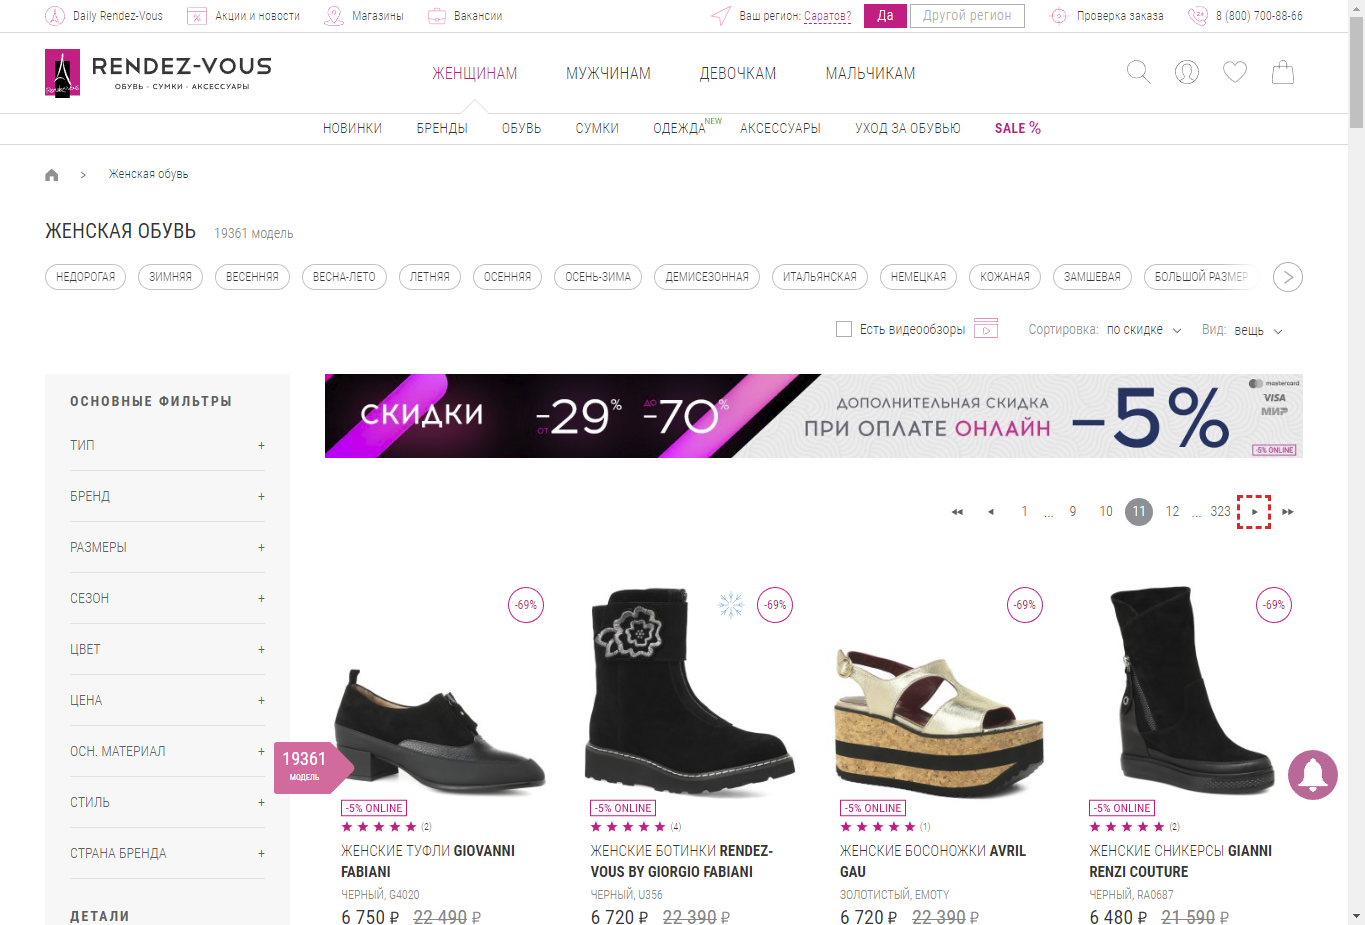 Daily Rendez-Vous
Акции и новости
Магазины
Вакансии
Ваш регион: Саратов?
Да
Другой регион
Проверка заказа
8 (800) 700-88-66
RENDEZ-VOUS
ОБУВЬ · СУМКИ · АКСЕССУАРЫ
ЖЕНЩИНАМ
МУЖЧИНАМ
ДЕВОЧКАМ
МАЛЬЧИКАМ
НОВИНКИ
БРЕНДЫ
ОБУВЬ
СУМКИ
ОДЕЖДА NEW
АКСЕССУАРЫ
УХОД ЗА ОБУВЬЮ
SALE %
Женская обувь
ЖЕНСКАЯ ОБУВЬ 19361 модель
НЕДОРОГАЯ
ЗИМНЯЯ
ВЕСЕННЯЯ
ВЕСНА-ЛЕТО
ЛЕТНЯЯ
ОСЕННЯЯ
ОСЕНЬ-ЗИМА
ДЕМИСЕЗОННАЯ
ИТАЛЬЯНСКАЯ
НЕМЕЦКАЯ
КОЖАНАЯ
ЗАМШЕВАЯ
БОЛЬШОЙ РАЗМЕР
Есть видеообзоры
Сортировка: по скидке
Вид: вещь
ОСНОВНЫЕ ФИЛЬТРЫ
ТИП +
БРЕНД +
РАЗМЕРЫ +
СЕЗОН +
ЦВЕТ +
ЦЕНА +
ОСН. МАТЕРИАЛ +
СТИЛЬ +
СТРАНА БРЕНДА +
ДЕТАЛИ
19361
МОДЕЛЬ
СКИДКИ ОТ -29% ДО -70%
ДОПОЛНИТЕЛЬНАЯ СКИДКА
ПРИ ОПЛАТЕ ОНЛАЙН
-5%
mastercard
VISA
МИР
-5% ONLINE
1 ... 9 10 11 12 ... 323
-69%
-5% ONLINE
(2)
ЖЕНСКИЕ ТУФЛИ GIOVANNI
FABIANI
ЧЕРНЫЙ, G4020
6 750 ₽ 22 490 ₽
-69%
-5% ONLINE
(4)
ЖЕНСКИЕ БОТИНКИ RENDEZ-
VOUS BY GIORGIO FABIANI
ЧЕРНЫЙ, U356
6 720 ₽ 22 390 ₽
-69%
-5% ONLINE
(1)
ЖЕНСКИЕ БОСОНОЖКИ AVRIL
GAU
ЗОЛОТИСТЫЙ, EMOTY
6 720 ₽ 22 390 ₽
-69%
-5% ONLINE
(2)
ЖЕНСКИЕ СНИКЕРСЫ GIANNI
RENZI COUTURE
ЧЕРНЫЙ, RA0687
6 480 ₽ 21 590 ₽